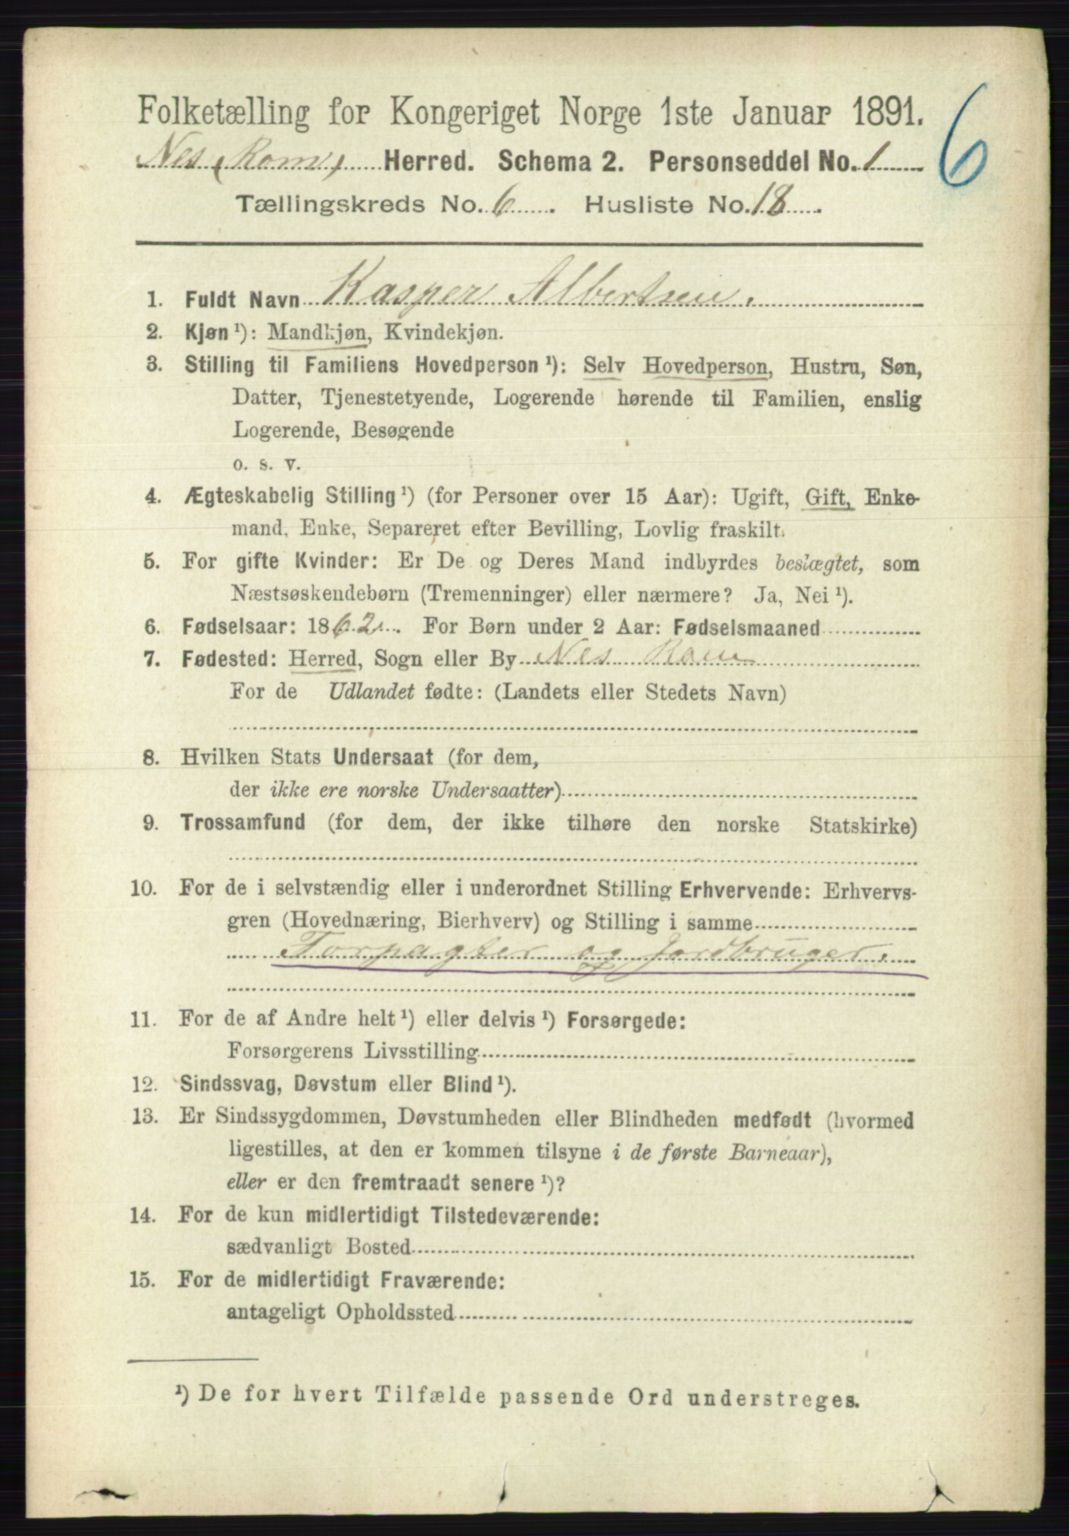 Folketælling for Kongeriget Norge 1ste Januar 1891.
6
Nes (Rom) Herred. Schema 2. Personseddel No. 1
Tællingskreds No. 6. Husliste No. 18.
1. Fuldt Navn Kasper Albertsen.
2. Kjøn ¹): Mandkjøn, Kvindekjøn.
3. Stilling til Familiens Hovedperson ¹): Selv Hovedperson, Hustru, Søn,
Datter, Tjenestetyende, Logerende hørende til Familien, enslig
Logerende, Besøgende
o. s. v.
4. Ægteskabelig Stilling ¹) (for Personer over 15 Aar): Ugift, Gift, Enke-
mand, Enke, Separeret efter Bevilling, Lovlig fraskilt.
5. For gifte Kvinder: Er De og Deres Mand indbyrdes beslægtet, som
Næstsøskendebørn (Tremenninger) eller nærmere? Ja, Nei ¹).
6. Fødselsaar: 1862. For Børn under 2 Aar: Fødselsmaaned
7. Fødested: Herred, Sogn eller By Nes Rom
For de Udlandet fødte: (Landets eller Stedets Navn)
8. Hvilken Stats Undersaat (for dem,
der ikke ere norske Undersaatter)
9. Trossamfund (for dem, der ikke tilhøre den norske Statskirke)
10. For de i selvstændig eller i underordnet Stilling Erhvervende: Erhvervs-
gren (Hovednæring, Bierhverv) og Stilling i samme
Forpagter og Jordbruger.
11. For de af Andre helt ¹) eller delvis ¹) Forsørgede:
Forsørgerens Livsstilling
12. Sindssvag, Døvstum eller Blind ¹).
13. Er Sindssygdommen, Døvstumheden eller Blindheden medfødt (hvormed
ligestilles, at den er kommen tilsyne i de første Barneaar),
eller er den fremtraadt senere ¹)?
14. For de kun midlertidigt Tilstedeværende:
sædvanligt Bosted
15. For de midlertidigt Fraværende:
antageligt Opholdssted
¹) De for hvert Tilfælde passende Ord understreges.